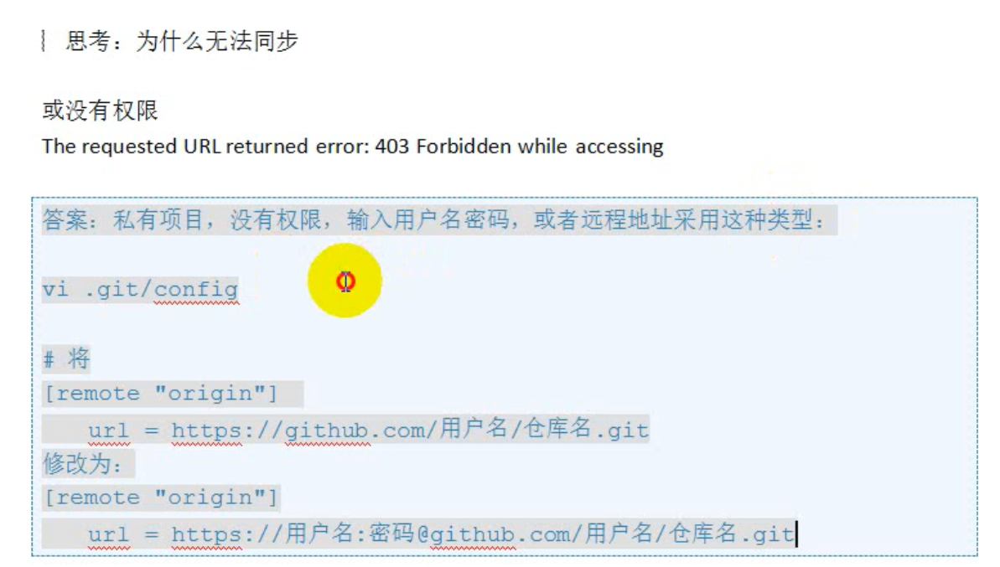 思考：为什么无法同步
或没有权限
The requested URL returned error: 403 Forbidden while accessing
答案：私有项目，没有权限，输入用户名密码，或者远程地址采用这种类型：
vi .git/config
# 将
[remote "origin"]
url = https://github.com/用户名/仓库名.git
修改为：
[remote "origin"]
url = https://用户名:密码@github.com/用户名/仓库名.git